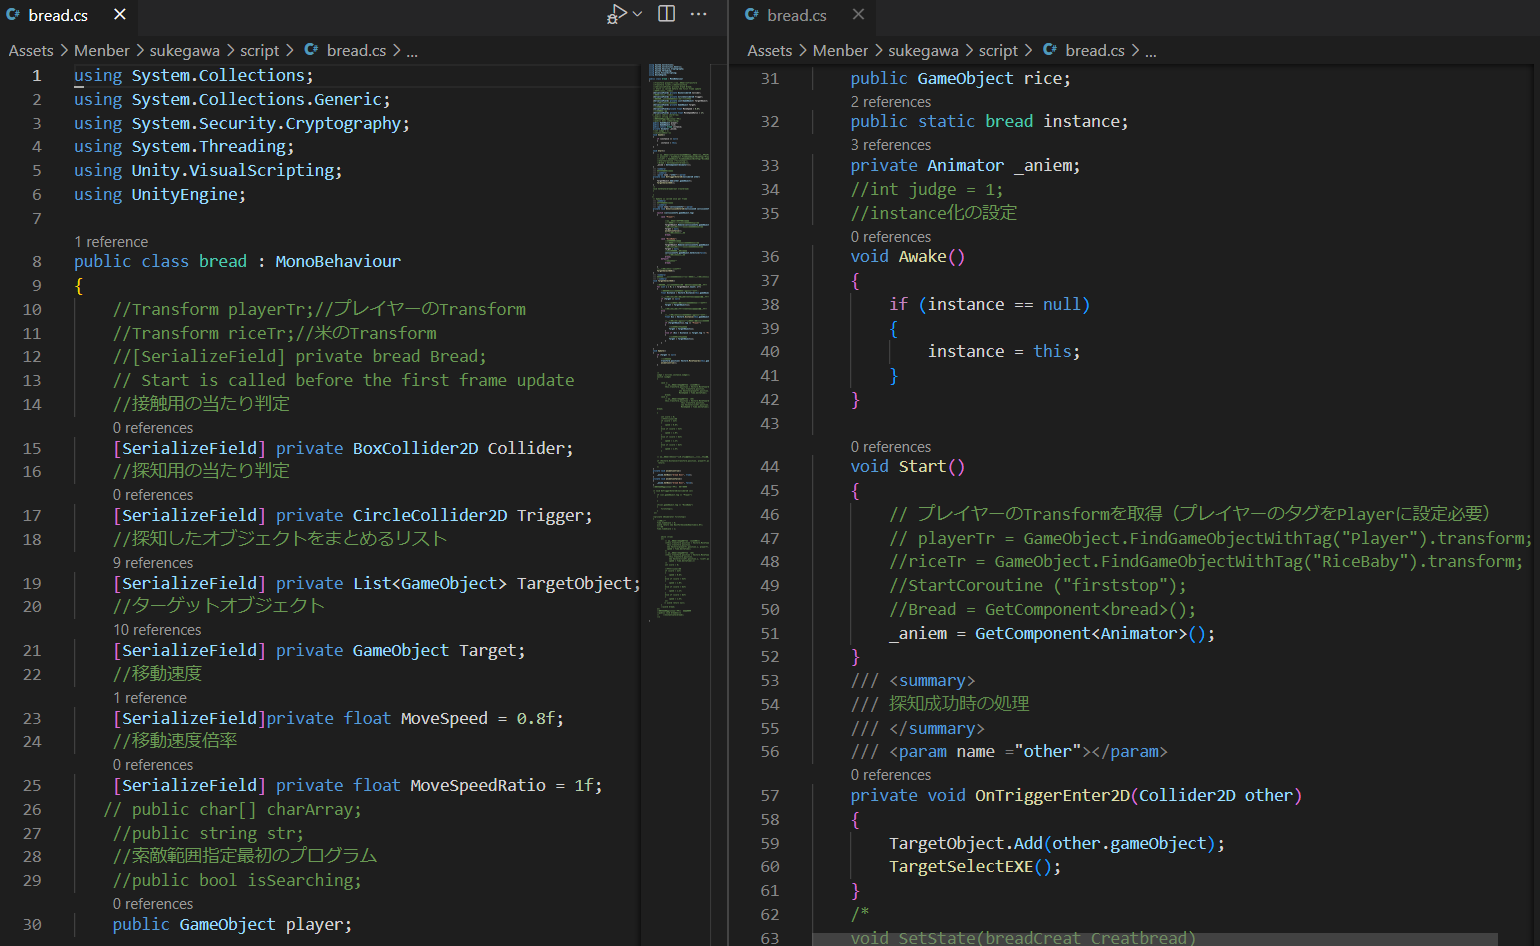 bread.cs
Assets > Menber > sukegawa > script > bread.cs > ...
1 using System.Collections;
2 using System.Collections.Generic;
3 using System.Security.Cryptography;
4 using System.Threading;
5 using Unity.VisualScripting;
6 using UnityEngine;
7
1 reference
8 public class bread : MonoBehaviour
9 {
10 //Transform playerTr;//プレイヤーのTransform
11 //Transform riceTr;//米のTransform
12 //[SerializeField] private bread Bread;
13 // Start is called before the first frame update
14 //接触用の当たり判定
0 references
15 [SerializeField] private BoxCollider2D Collider;
16 //探知用の当たり判定
0 references
17 [SerializeField] private CircleCollider2D Trigger;
18 //探知したオブジェクトをまとめるリスト
9 references
19 [SerializeField] private List<GameObject> TargetObject;
20 //ターゲットオブジェクト
10 references
21 [SerializeField] private GameObject Target;
22 //移動速度
1 reference
23 [SerializeField]private float MoveSpeed = 0.8f;
24 //移動速度倍率
0 references
25 [SerializeField] private float MoveSpeedRatio = 1f;
26 // public char[] charArray;
27 //public string str;
28 //索敵範囲指定最初のプログラム
29 //public bool isSearching;
0 references
30 public GameObject player;
bread.cs
Assets > Menber > sukegawa > script > bread.cs > ...
31 public GameObject rice;
2 references
32 public static bread instance;
3 references
33 private Animator _aniem;
34 //int judge = 1;
35 //instance化の設定
0 references
36 void Awake()
37 {
38 if (instance == null)
39 {
40 instance = this;
41 }
42 }
43
0 references
44 void Start()
45 {
46 // プレイヤーのTransformを取得（プレイヤーのタグをPlayerに設定必要）
47 // playerTr = GameObject.FindGameObjectWithTag("Player").transform;
48 //riceTr = GameObject.FindGameObjectWithTag("RiceBaby").transform;
49 //StartCoroutine ("firststop");
50 //Bread = GetComponent<bread>();
51 _aniem = GetComponent<Animator>();
52 }
53 /// <summary>
54 /// 探知成功時の処理
55 /// </summary>
56 /// <param name ="other"></param>
0 references
57 private void OnTriggerEnter2D(Collider2D other)
58 {
59 TargetObject.Add(other.gameObject);
60 TargetSelectEXE();
61 }
62 /*
63 void SetState(breadCreat Creatbread)